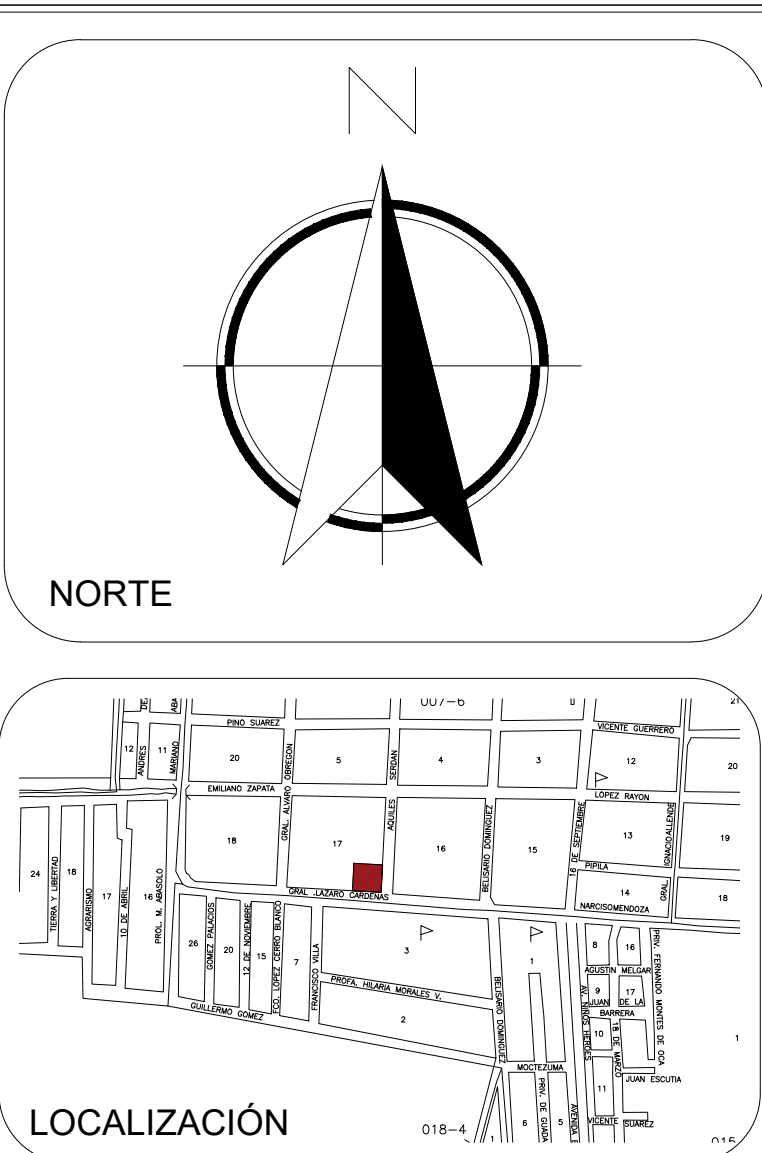 N
NORTE
007-6
21
DE
ABA
PINO SUAREZ
VICENTE GUERRERO
12
11
ANDRES
MARIANO
20
5
4
3
12
20
OBREGON
SERDAN
EMILIANO ZAPATA
LOPEZ RAYON
24
18
17
16
TIERRA Y LIBERTAD
AGRARISMO
10 DE ABRIL
PROL. M. ABASOLO
18
GRAL. ALVARO
17
AQUILES
16
BELISARIO DOMINGUEZ
15
16 DE SEPTIEMBRE
13
IGNACIO ALLENDE
19
PIPILA
14
GRAL.
18
GRAL .LAZARO CARDENAS
NARCISOMENDOZA
26
GOMEZ PALACIOS
20
12 DE NOVIEMBRE
15
FCO. LOPEZ CERRO BLANCO
7
FRANCISCO VILLA
3
1
8
16
PRIV. FERNANDO MONTES DE OCA
AGUSTIN MELGAR
PROFA. HILARIA MORALES V.
BELISARIO DOMINGUEZ
AV. NIÑOS HEROES
9
17
JUAN DE LA
BARRERA
GUILLERMO GOMEZ
2
10
18 DE MARZO
1
MOCTEZUMA
JUAN ESCUTIA
11
6
PRIV. DE GUADA
5
AVENIDA E
VICENTE SUAREZ
LOCALIZACIÓN
018-4
1
015